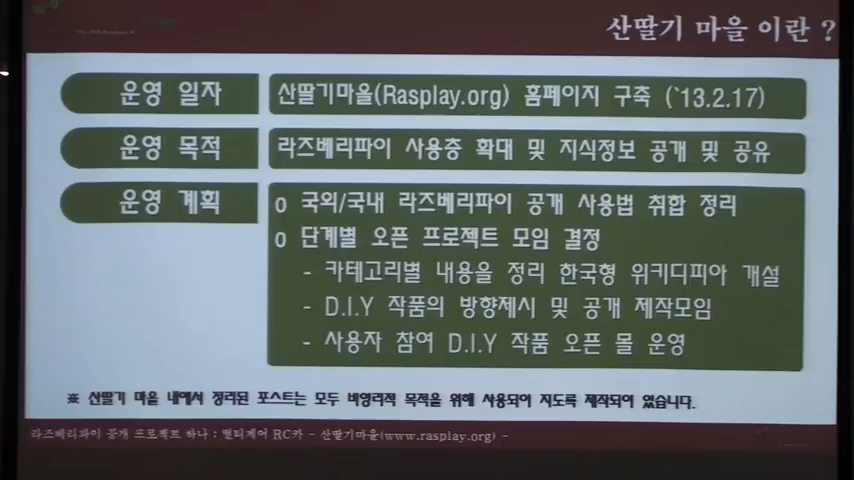 산딸기 마을 이란 ?
운영 일자
산딸기마을(Rasplay.org) 홈페이지 구축 (`13.2.17)
운영 목적
라즈베리파이 사용층 확대 및 지식정보 공개 및 공유
운영 계획
o 국외/국내 라즈베리파이 공개 사용법 취합 정리
o 단계별 오픈 프로젝트 모임 결정
- 카테고리별 내용을 정리 한국형 위키디피아 개설
- D.I.Y 작품의 방향제시 및 공개 제작모임
- 사용자 참여 D.I.Y 작품 오픈 몰 운영
※ 산딸기 마을 내에서 정리된 포스트는 모두 비영리적 목적을 위해 사용되어 지도록 제작되어 있습니다.
라즈베리파이 공개 프로젝트 하나 : 멀티제어 RC카 - 산딸기마을(www.rasplay.org) -